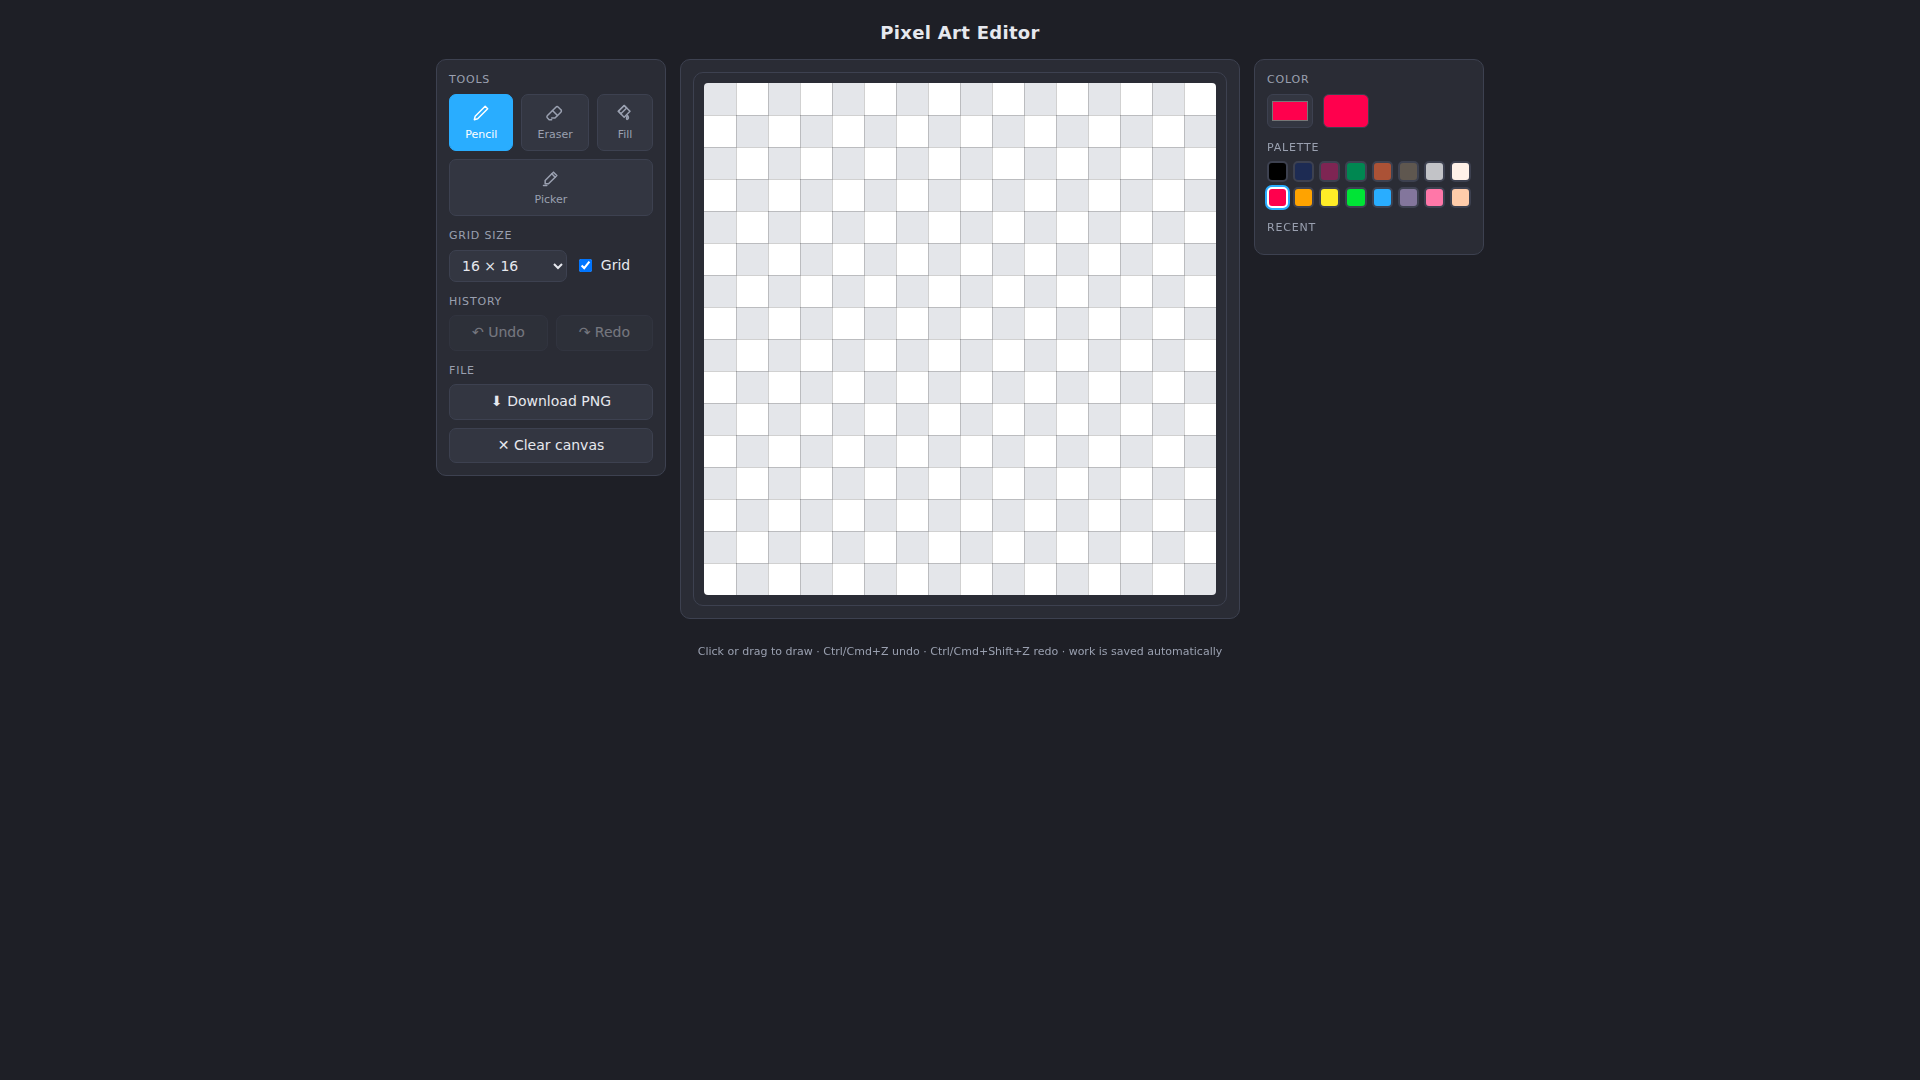 Pixel Art Editor
TOOLS
Pencil
Eraser
Fill
Picker
GRID SIZE
16 × 16
Grid
HISTORY
↶ Undo
↷ Redo
FILE
⬇ Download PNG
✕ Clear canvas
COLOR
PALETTE
RECENT
Click or drag to draw · Ctrl/Cmd+Z undo · Ctrl/Cmd+Shift+Z redo · work is saved automatically